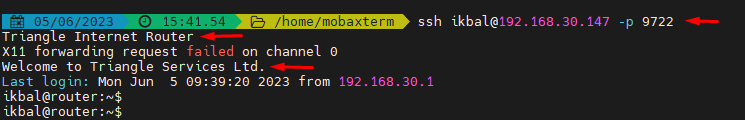 05/06/2023 15:41.54 /home/mobaxterm ssh ikbal@192.168.30.147 -p 9722
Triangle Internet Router
X11 forwarding request failed on channel 0
Welcome to Triangle Services Ltd.
Last login: Mon Jun  5 09:39:20 2023 from 192.168.30.1
ikbal@router:~$
ikbal@router:~$